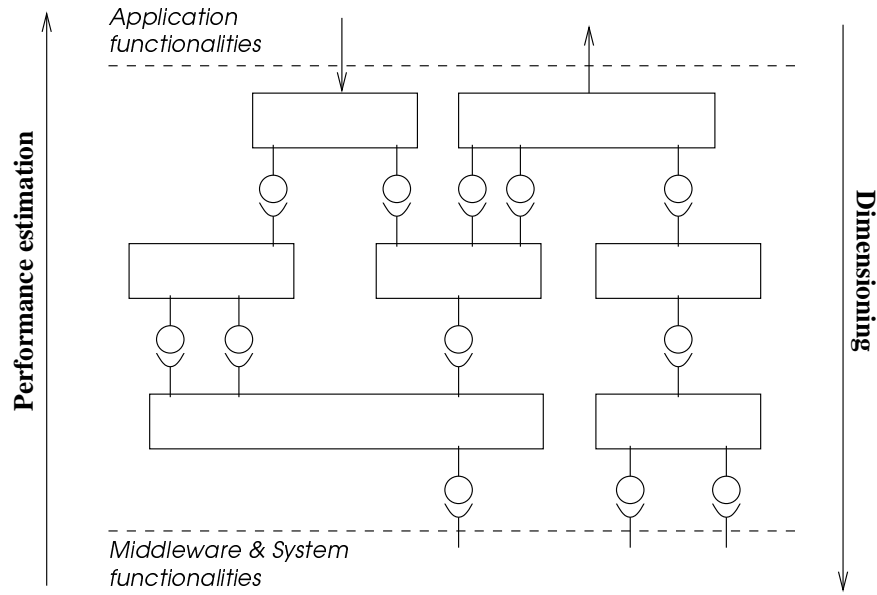 Application
functionalities
Performance estimation
Dimensioning
Middleware & System
functionalities